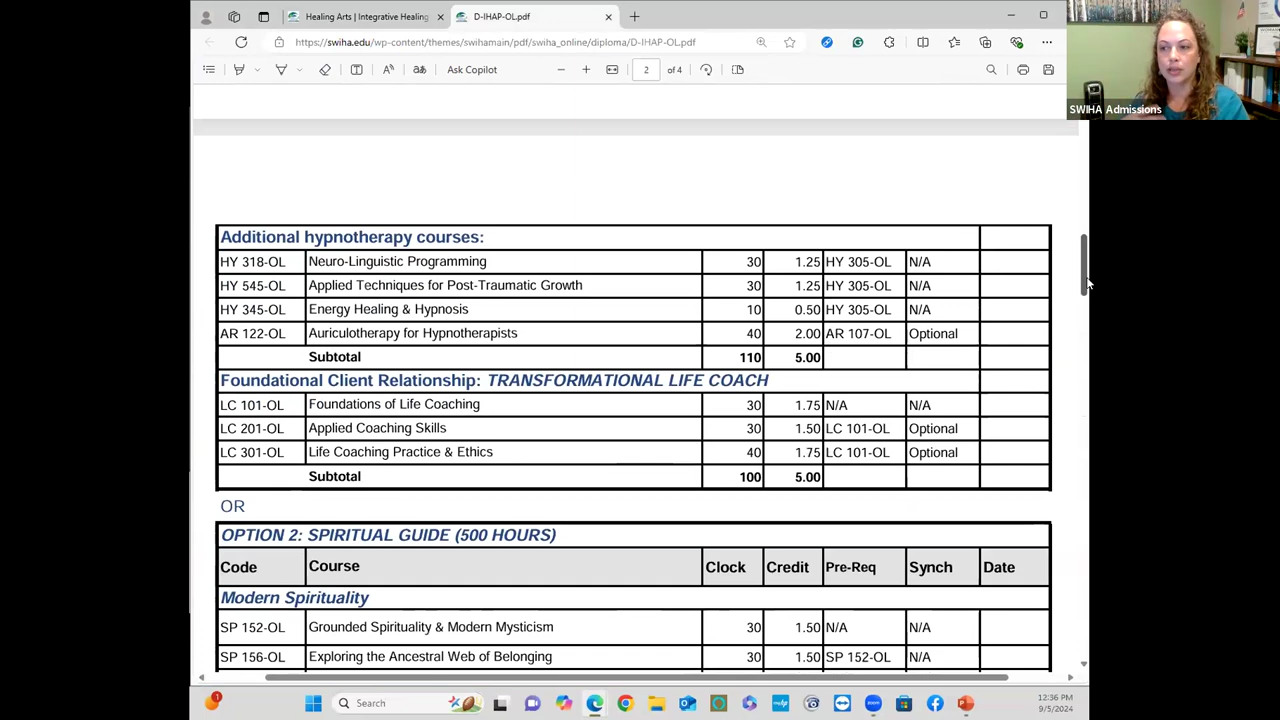 Healing Arts | Integrative Healing
D-IHAP-OL.pdf
https://swiha.edu/wp-content/themes/swihamain/pdf/swiha_online/diploma/D-IHAP-OL.pdf
Ask Copilot
2 of 4
SWIHA Admissions
Additional hypnotherapy courses:
HY 318-OL Neuro-Linguistic Programming 30 1.25 HY 305-OL N/A
HY 545-OL Applied Techniques for Post-Traumatic Growth 30 1.25 HY 305-OL N/A
HY 345-OL Energy Healing & Hypnosis 10 0.50 HY 305-OL N/A
AR 122-OL Auriculotherapy for Hypnotherapists 40 2.00 AR 107-OL Optional
Subtotal 110 5.00
Foundational Client Relationship: TRANSFORMATIONAL LIFE COACH
LC 101-OL Foundations of Life Coaching 30 1.75 N/A N/A
LC 201-OL Applied Coaching Skills 30 1.50 LC 101-OL Optional
LC 301-OL Life Coaching Practice & Ethics 40 1.75 LC 101-OL Optional
Subtotal 100 5.00
OR
OPTION 2: SPIRITUAL GUIDE (500 HOURS)
Code Course Clock Credit Pre-Req Synch Date
Modern Spirituality
SP 152-OL Grounded Spirituality & Modern Mysticism 30 1.50 N/A N/A
SP 156-OL Exploring the Ancestral Web of Belonging 30 1.50 SP 152-OL N/A
1
Search
12:36 PM
9/5/2024